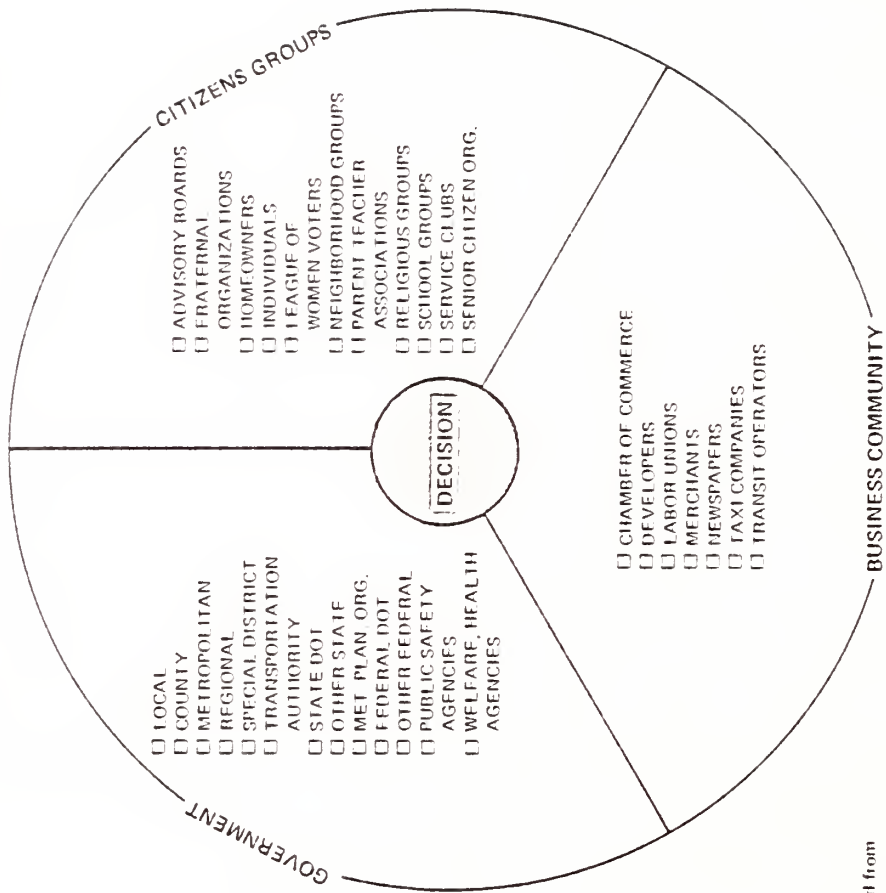 GOVERNMENT
☐ LOCAL
☐ COUNTY
☐ METROPOLITAN
☐ REGIONAL
☐ SPECIAL DISTRICT
☐ TRANSPORTATION
AUTHORITY
☐ STATE DOT
☐ OTHER STATE
☐ MET PLAN. ORG.
☐ FEDERAL DOT
☐ OTHER FEDERAL
☐ PUBLIC SAFETY
AGENCIES
☐ WELFARE, HEALTH
AGENCIES
CITIZENS GROUPS
☐ ADVISORY BOARDS
☐ FRATERNAL
ORGANIZATIONS
☐ HOMEOWNERS
☐ INDIVIDUALS
☐ LEAGUE OF
WOMEN VOTERS
☐ NEIGHBORHOOD GROUPS
☐ PARENT TEACHER
ASSOCIATIONS
☐ RELIGIOUS GROUPS
☐ SCHOOL GROUPS
☐ SERVICE CLUBS
☐ SENIOR CITIZEN ORG.
DECISION
☐ CHAMBER OF COMMERCE
☐ DEVELOPERS
☐ LABOR UNIONS
☐ MERCHANTS
☐ NEWSPAPERS
☐ TAXI COMPANIES
☐ TRANSIT OPERATORS
BUSINESS COMMUNITY
from